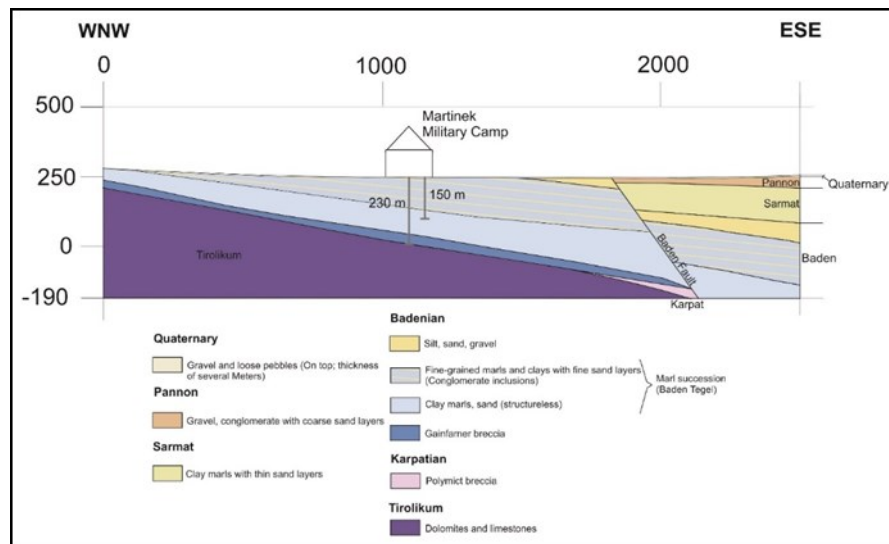 WNW
ESE
0
1000
2000
500
Martinek
Military Camp
250
Pannon
Quaternary
150 m
230 m
Sarmat
0
Tirolikum
Baden Fault
Baden
-190
Karpat
Quaternary
Gravel and loose pebbles (On top; thickness
of several Meters)
Pannon
Gravel, conglomerate with coarse sand layers
Sarmat
Clay marls with thin sand layers
Badenian
Silt, sand, gravel
Fine-grained marls and clays with fine sand layers
(Conglomerate inclusions)
Marl succession
(Baden Tegel)
Clay marls, sand (structureless)
Gainfarner breccia
Karpatian
Polymict breccia
Tirolikum
Dolomites and limestones